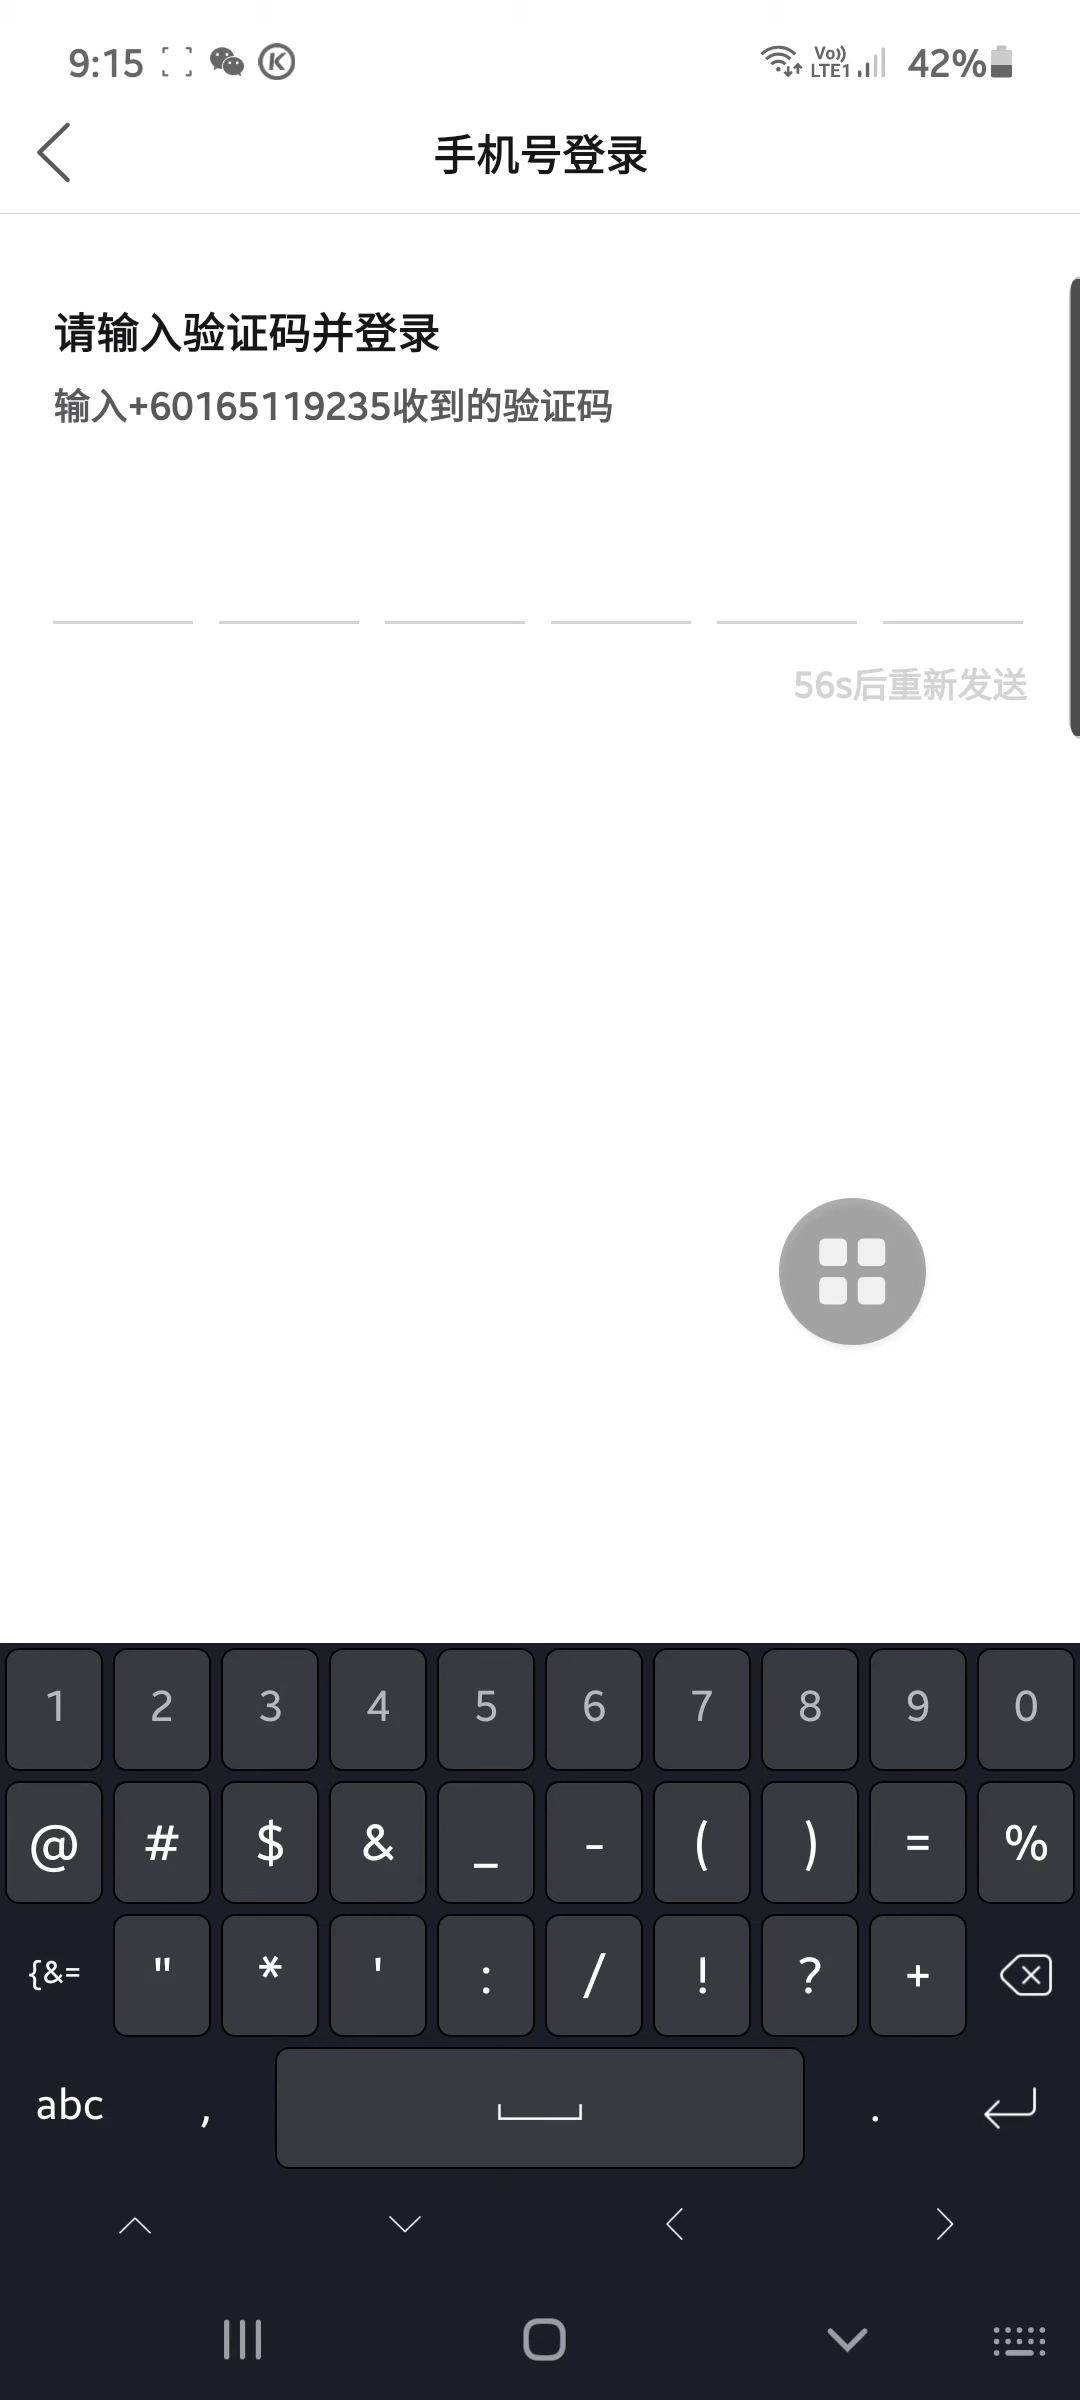 9:15 K Vo)) LTE1 42%
手机号登录
请输入验证码并登录
输入+60165119235收到的验证码
56s后重新发送
1 2 3 4 5 6 7 8 9 0
@ # $ & _ - ( ) = %
{&= " * ' : / ! ? +
abc , .